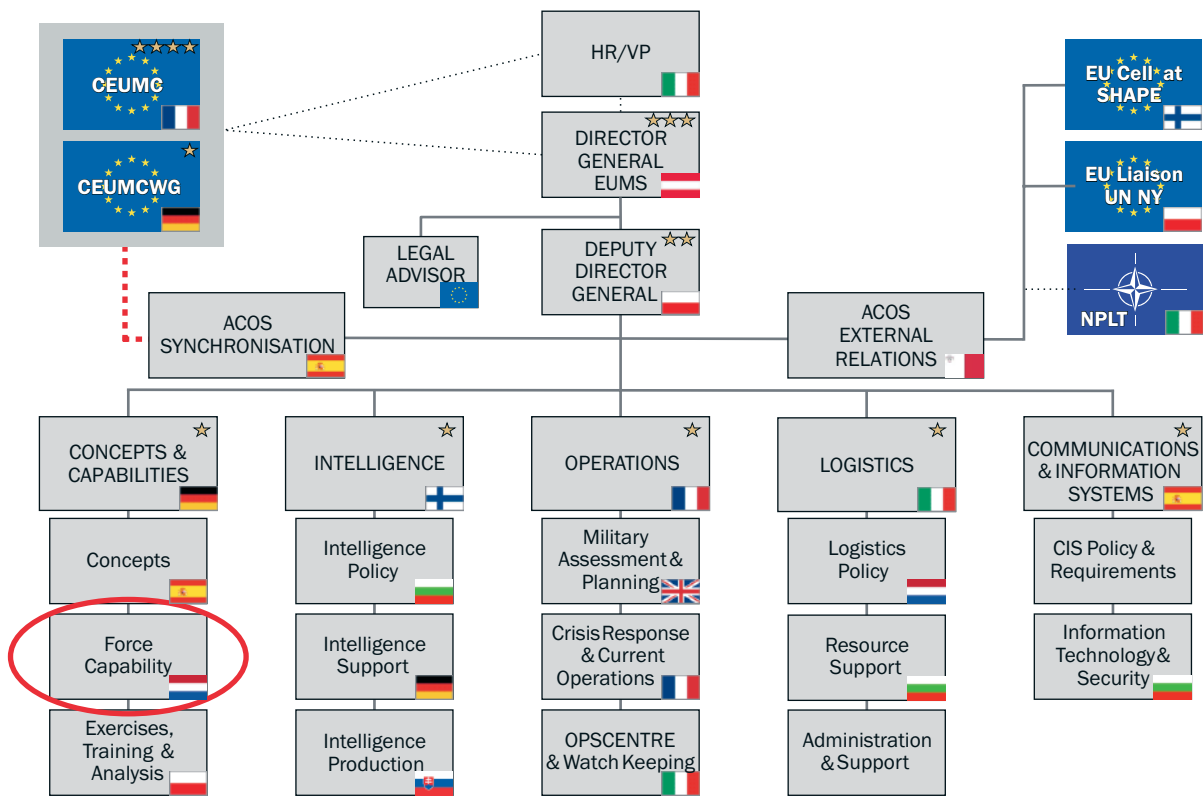 CEUMC
CEUMCWG
HR/VP
DIRECTOR
GENERAL
EUMS
LEGAL
ADVISOR
DEPUTY
DIRECTOR
GENERAL
EU Cell at
SHAPE
EU Liaison
UN NY
NPLT
ACOS
SYNCHRONISATION
ACOS
EXTERNAL
RELATIONS
CONCEPTS &
CAPABILITIES
INTELLIGENCE
OPERATIONS
LOGISTICS
COMMUNICATIONS
& INFORMATION
SYSTEMS
Concepts
Force
Capability
Exercises,
Training &
Analysis
Intelligence
Policy
Intelligence
Support
Intelligence
Production
Military
Assessment &
Planning
Crisis Response
& Current
Operations
OPSCENTRE
& Watch Keeping
Logistics
Policy
Resource
Support
Administration
& Support
CIS Policy &
Requirements
Information
Technology &
Security